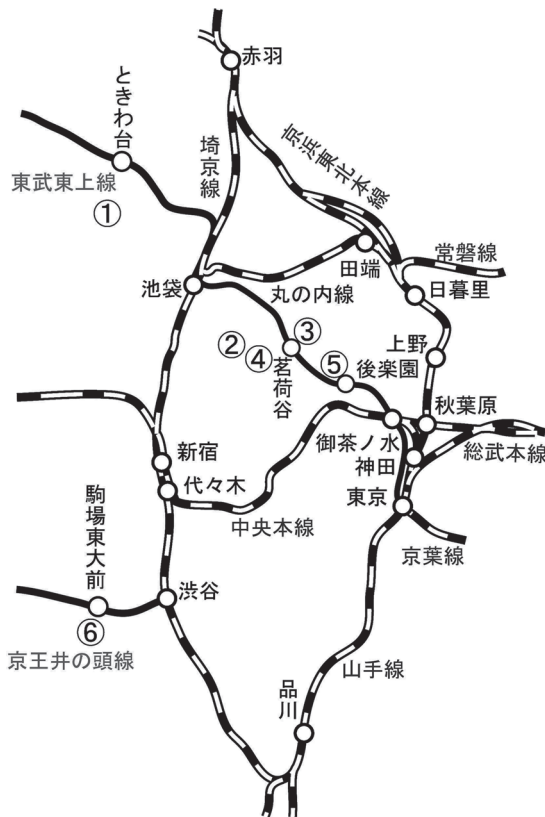 赤羽
ときわ台
埼京線
京浜東北本線
東武東上線
①
常磐線
田端
池袋
丸の内線
日暮里
②
③
④
茗荷谷
⑤
後楽園
上野
秋葉原
御茶ノ水
新宿
神田
総武本線
代々木
東京
中央本線
駒場東大前
京葉線
渋谷
⑥
京王井の頭線
山手線
品川